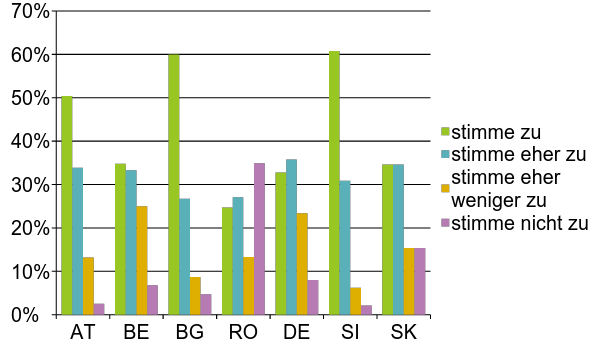 70%
60%
50%
40%
30%
20%
10%
0%
AT BE BG RO DE SI SK
stimme zu
stimme eher zu
stimme eher
weniger zu
stimme nicht zu